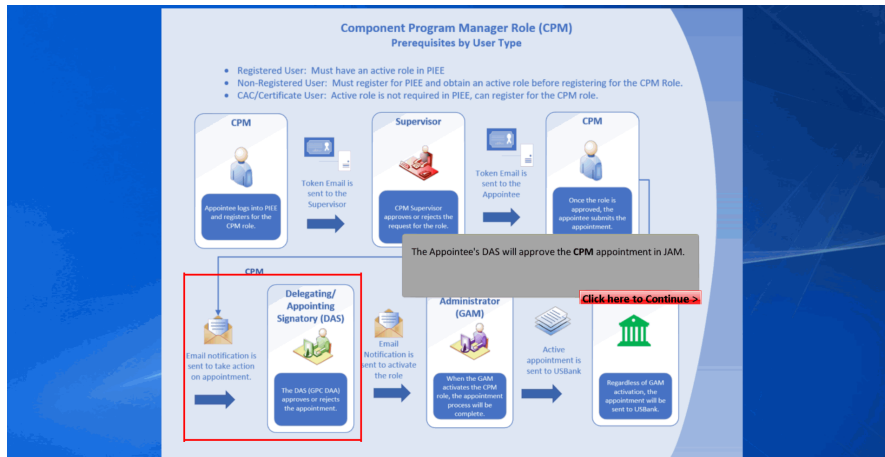 Component Program Manager Role (CPM)
Prerequisites by User Type
• Registered User: Must have an active role in PIEE
• Non-Registered User: Must register for PIEE and obtain an active role before registering for the CPM Role.
• CAC/Certificate User: Active role is not required in PIEE, can register for the CPM role.
CPM
Appointee logs into PIEE
and registers for the
CPM role.
Token Email is
sent to the
Supervisor
Supervisor
CPM Supervisor
approves or rejects the
request for the role.
Token Email is
sent to the
Appointee
CPM
Once the role is
approved, the
appointee submits the
appointment.
The Appointee's DAS will approve the CPM appointment in JAM.
Click here to Continue >
CPM
Email notification is
sent to take action
on appointment.
Delegating/
Appointing
Signatory (DAS)
The DAS (GPC DAA)
approves or rejects
the appointment.
Email
Notification is
sent to activate
the role
Administrator
(GAM)
When the GAM
activates the CPM
role, the appointment
process will be
complete.
Active
appointment is
sent to USBank
Regardless of GAM
activation, the
appointment will be
sent to USBank.